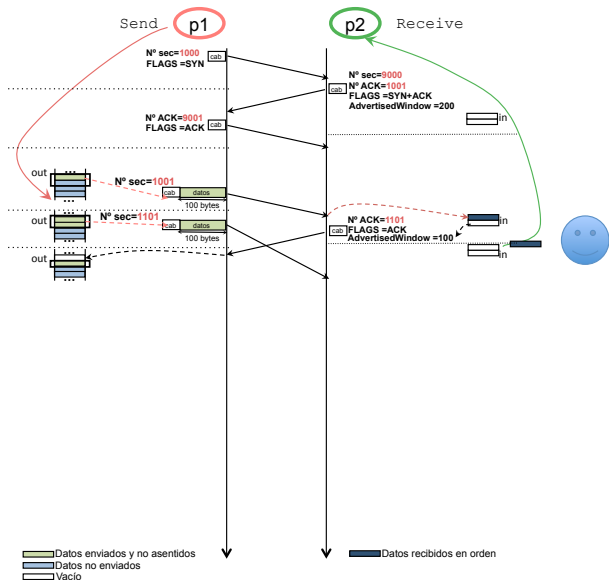 Send p1
p2 Receive
Nº sec=1000
FLAGS =SYN
cab
Nº sec=9000
Nº ACK=1001
FLAGS =SYN+ACK
AdvertisedWindow =200
cab
in
Nº ACK=9001
FLAGS =ACK
cab
...
out
...
Nº sec=1001
cab datos
100 bytes
...
out
...
Nº sec=1101
cab datos
100 bytes
Nº ACK=1101
FLAGS =ACK
AdvertisedWindow =100
cab
in
in
out
...
Datos enviados y no asentidos
Datos no enviados
Vacío
Datos recibidos en orden